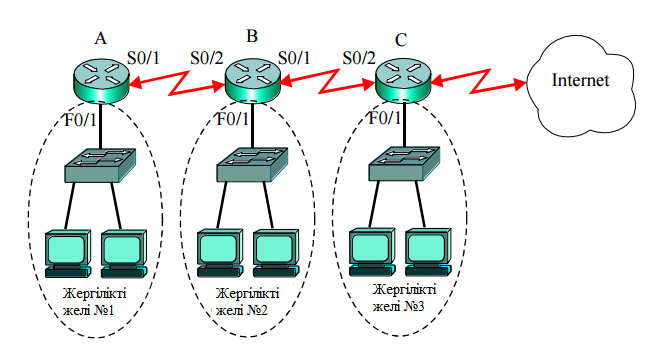 A
B
C
S0/1
S0/2
S0/1
S0/2
Internet
F0/1
F0/1
F0/1
Жергілікті
желі №1
Жергілікті
желі №2
Жергілікті
желі №3